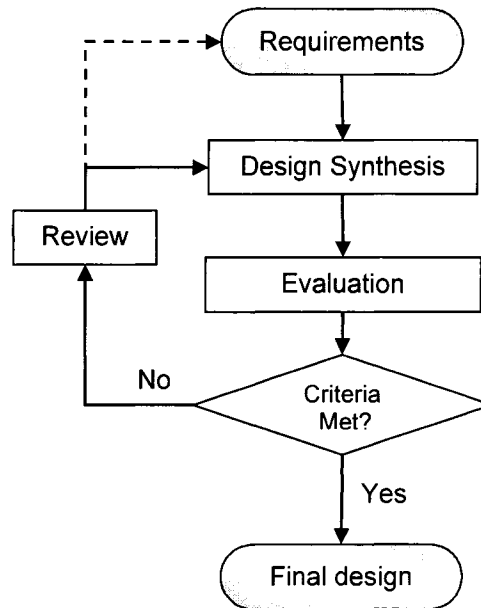 Requirements
Design Synthesis
Review
Evaluation
No
Criteria
Met?
Yes
Final design